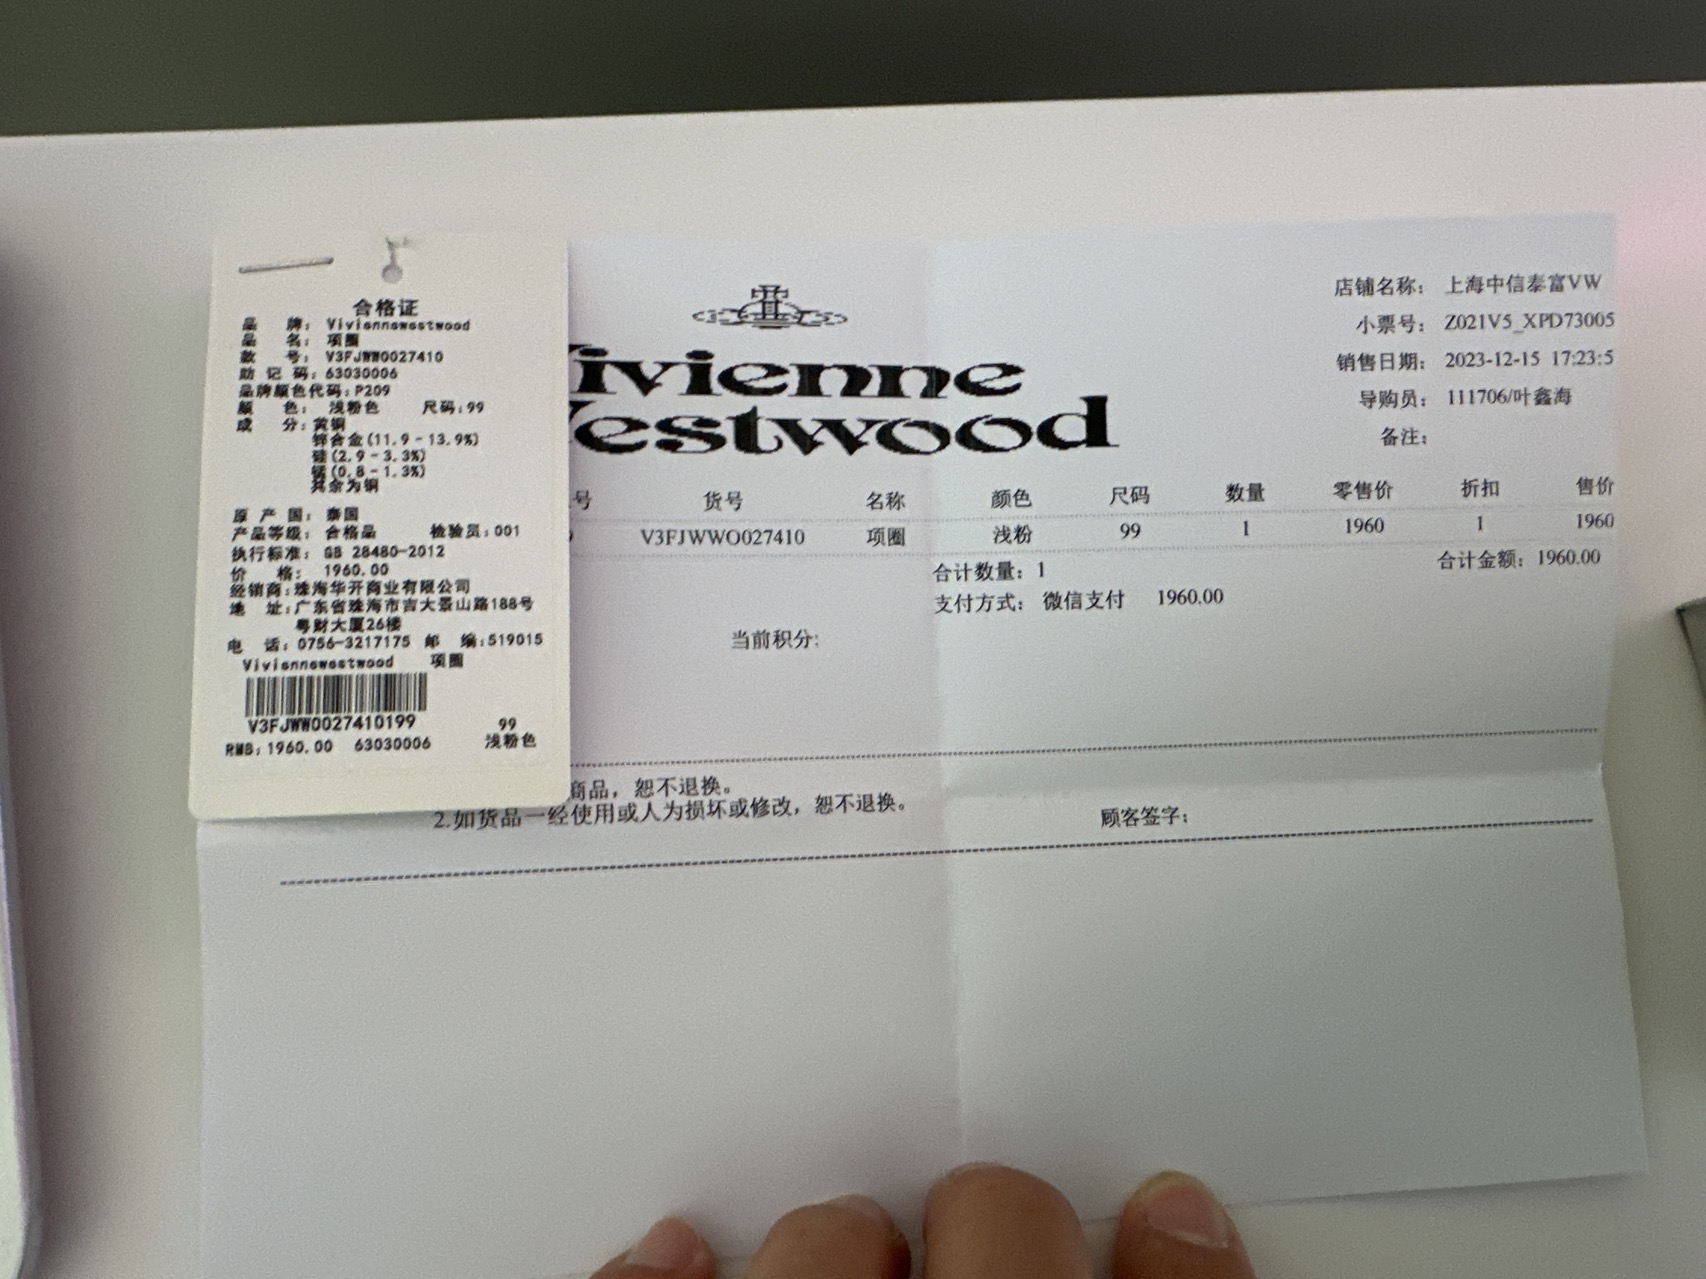 合格证
品 牌: Viviennewestwood
品 名: 项圈
款 号: V3FJWWO027410
助 记 码: 63030006
品牌颜色代码: P209
颜 色: 浅粉色 尺码: 99
成 分: 黄铜
锌合金(11.9-13.9%)
硅(2.9-3.3%)
锰(0.8-1.3%)
其余为铜
原 产 国: 泰国
产品等级: 合格品 检验员: 001
执行标准: GB 28480-2012
价 格: 1960.00
经销商: 珠海华开商业有限公司
地 址: 广东省珠海市吉大景山路188号
粤财大厦26楼
电 话: 0756-3217175 邮 编: 519015
Viviennewestwood 项圈
V3FJWWO027410199 99
RMB: 1960.00 63030006 浅粉色
ivienne
estwood
店铺名称: 上海中信泰富VW
小票号: Z021V5_XPD73005
销售日期: 2023-12-15 17:23:5
导购员: 111706/叶鑫海
备注:
号 货号 名称 颜色 尺码 数量 零售价 折扣 售价
V3FJWWO027410 项圈 浅粉 99 1 1960 1 1960
合计数量: 1 合计金额: 1960.00
支付方式: 微信支付 1960.00
当前积分:
商品，恕不退换。
2.如货品一经使用或人为损坏或修改，恕不退换。
顾客签字: